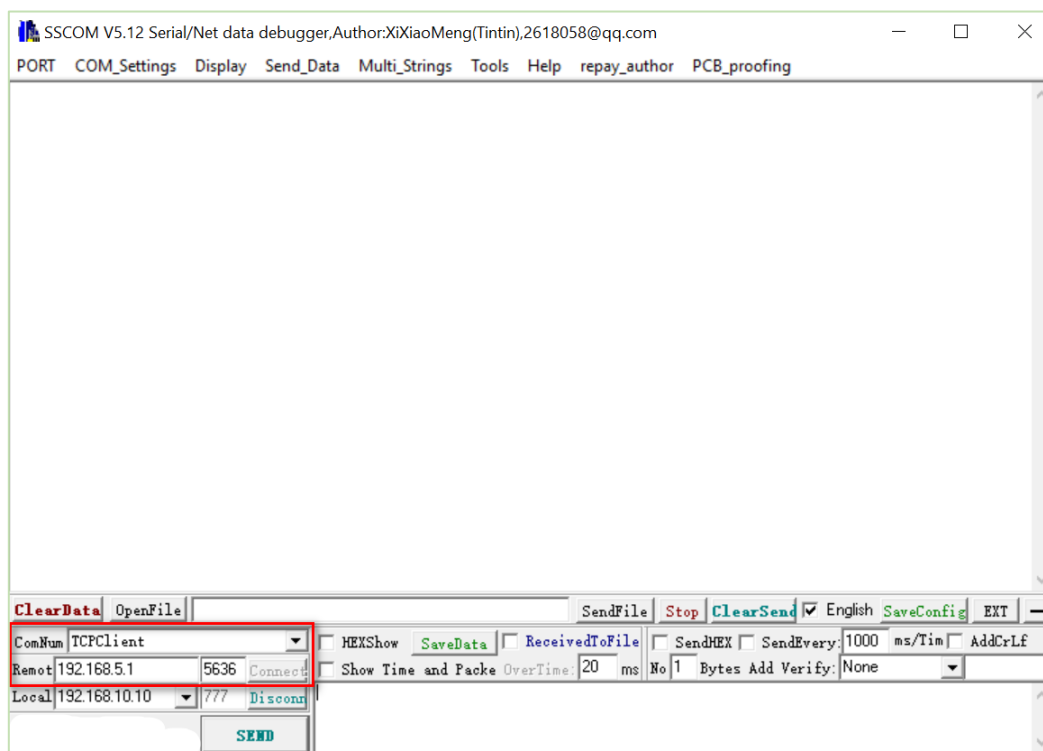 SSCOM V5.12 Serial/Net data debugger,Author:XiXiaoMeng(Tintin),2618058@qq.com
PORT COM_Settings Display Send_Data Multi_Strings Tools Help repay_author PCB_proofing
ClearData OpenFile SendFile Stop ClearSend English SaveConfig EXT —
ComNum TCPClient HEXShow SaveData ReceivedToFile SendHEX SendEvery: 1000 ms/Tim AddCrLf
Remot 192.168.5.1 5636 Connect Show Time and Packe OverTime: 20 ms No 1 Bytes Add Verify: None
Local 192.168.10.10 777 Disconn
SEND